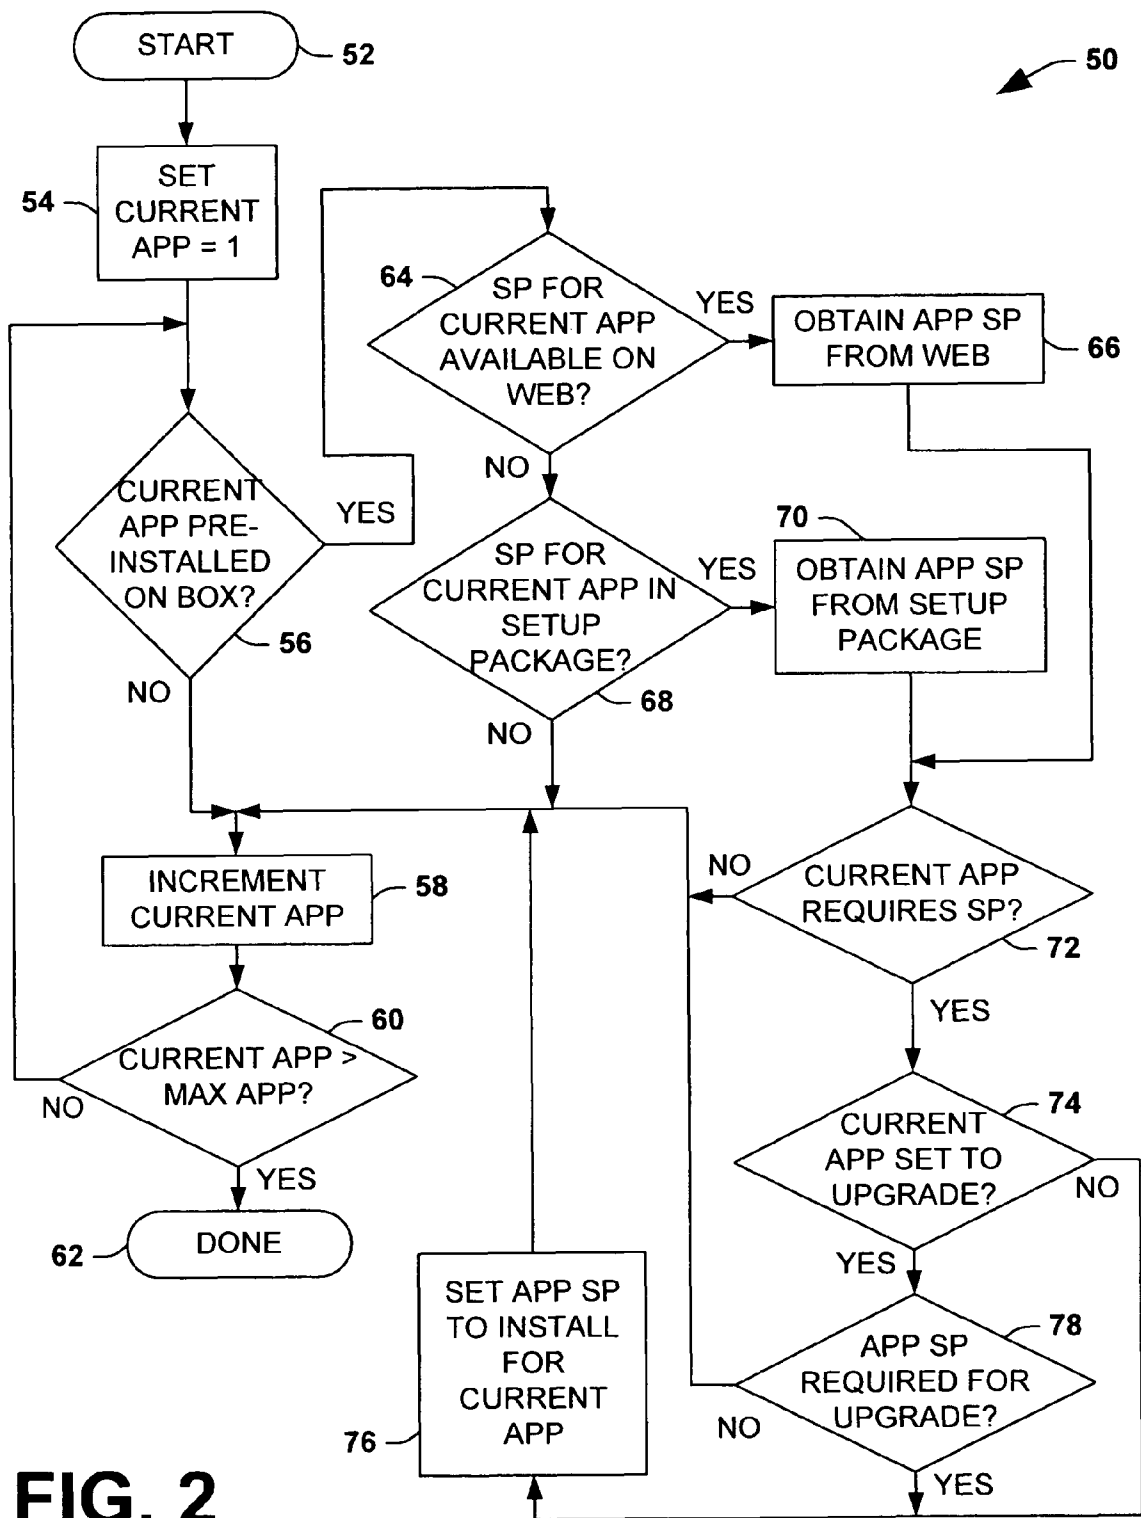 START
52
50
SET
CURRENT
APP = 1
54
64
SP FOR
CURRENT APP
AVAILABLE ON
WEB?
YES
NO
OBTAIN APP SP
FROM WEB
66
CURRENT
APP PRE-
INSTALLED
ON BOX?
YES
56
NO
SP FOR
CURRENT APP IN
SETUP
PACKAGE?
YES
68
NO
70
OBTAIN APP SP
FROM SETUP
PACKAGE
INCREMENT
CURRENT APP
58
NO
CURRENT APP
REQUIRES SP?
72
YES
60
CURRENT APP >
MAX APP?
NO
YES
DONE
62
74
CURRENT
APP SET TO
UPGRADE?
NO
YES
SET APP SP
TO INSTALL
FOR
CURRENT
APP
76
78
APP SP
REQUIRED FOR
UPGRADE?
NO
YES
FIG. 2